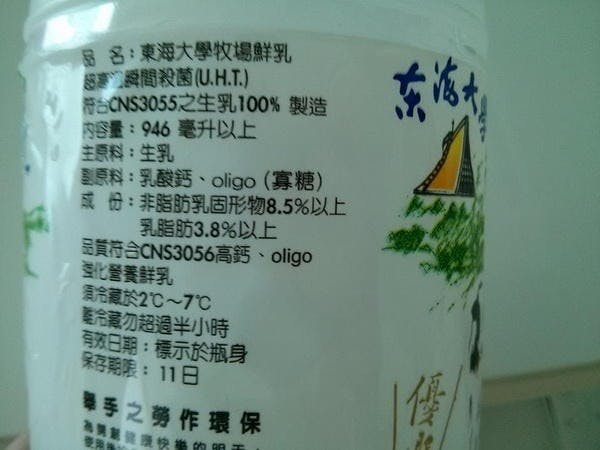 品 名：東海大學牧場鮮乳
超高溫瞬間殺菌(U.H.T.)
符合CNS3055之生乳100% 製造
內容量：946 毫升以上
主原料：生乳
副原料：乳酸鈣、oligo（寡糖）
成 份：非脂肪乳固形物8.5%以上
乳脂肪3.8%以上
品質符合CNS3056高鈣、oligo
強化營養鮮乳
須冷藏於2℃～7℃
離冷藏勿超過半小時
有效日期：標示於瓶身
保存期限：11日
舉手之勞作環保
东海大學
優